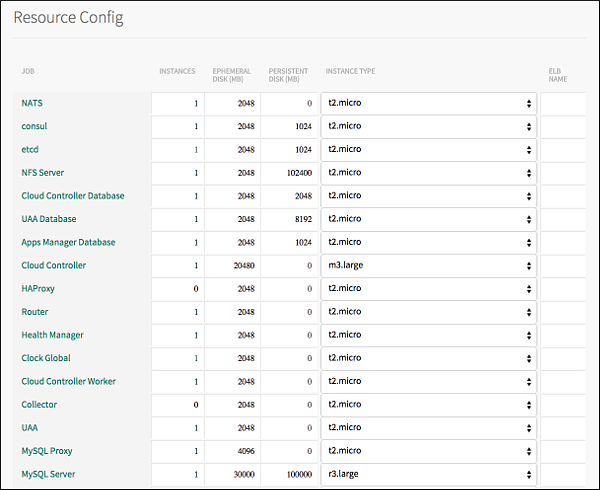 Resource Config
JOB INSTANCES EPHEMERAL DISK (MB) PERSISTENT DISK (MB) INSTANCE TYPE ELB NAME
NATS 1 2048 0 t2.micro
consul 1 2048 1024 t2.micro
etcd 1 2048 1024 t2.micro
NFS Server 1 2048 102400 t2.micro
Cloud Controller Database 1 2048 2048 t2.micro
UAA Database 1 2048 8192 t2.micro
Apps Manager Database 1 2048 1024 t2.micro
Cloud Controller 1 20480 0 m3.large
HAProxy 0 2048 0 t2.micro
Router 1 2048 0 t2.micro
Health Manager 1 2048 0 t2.micro
Clock Global 1 2048 0 t2.micro
Cloud Controller Worker 1 2048 0 t2.micro
Collector 0 2048 0 t2.micro
UAA 1 2048 0 t2.micro
MySQL Proxy 1 4096 0 t2.micro
MySQL Server 1 30000 100000 r3.large